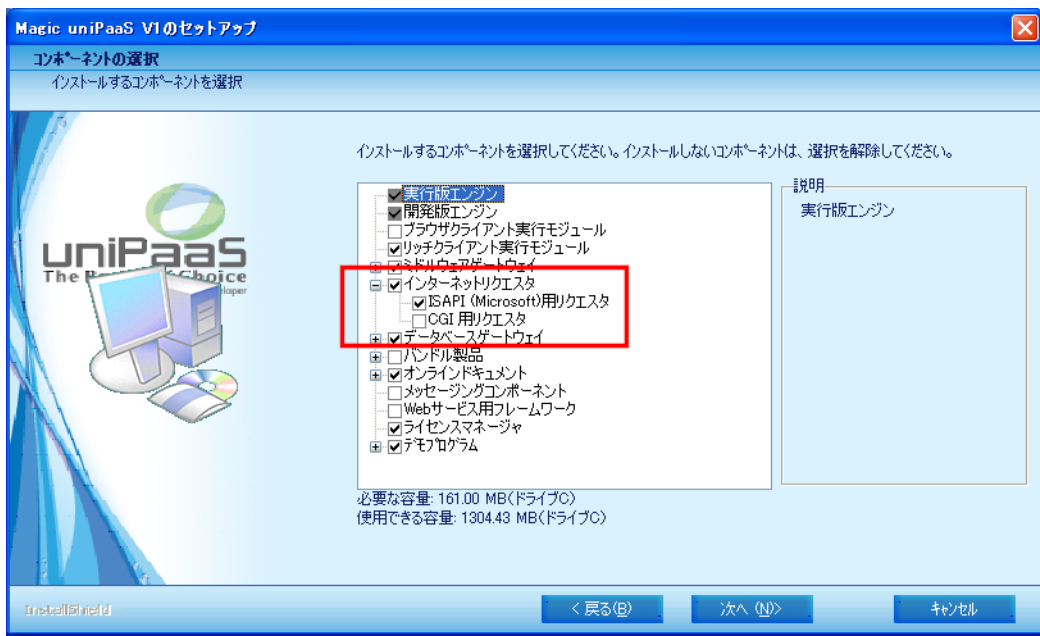 Magic uniPaaS V1のセットアップ
コンポーネントの選択
インストールするコンポーネントを選択
インストールするコンポーネントを選択してください。インストールしないコンポーネントは、選択を解除してください。
実行版エンジン
開発版エンジン
ブラウザクライアント実行モジュール
リッチクライアント実行モジュール
ミドルウェアゲートウェイ
インターネットリクエスタ
ISAPI (Microsoft)用リクエスタ
CGI 用リクエスタ
データベースゲートウェイ
バンドル製品
オンラインドキュメント
メッセージングコンポーネント
Webサービス用フレームワーク
ライセンスマネージャ
デモプログラム
説明
実行版エンジン
uniPaaS
The Choice
必要な容量: 161.00 MB(ドライブC)
使用できる容量: 1304.43 MB(ドライブC)
InstallShield
< 戻る(B)
次へ (N)>
キャンセル